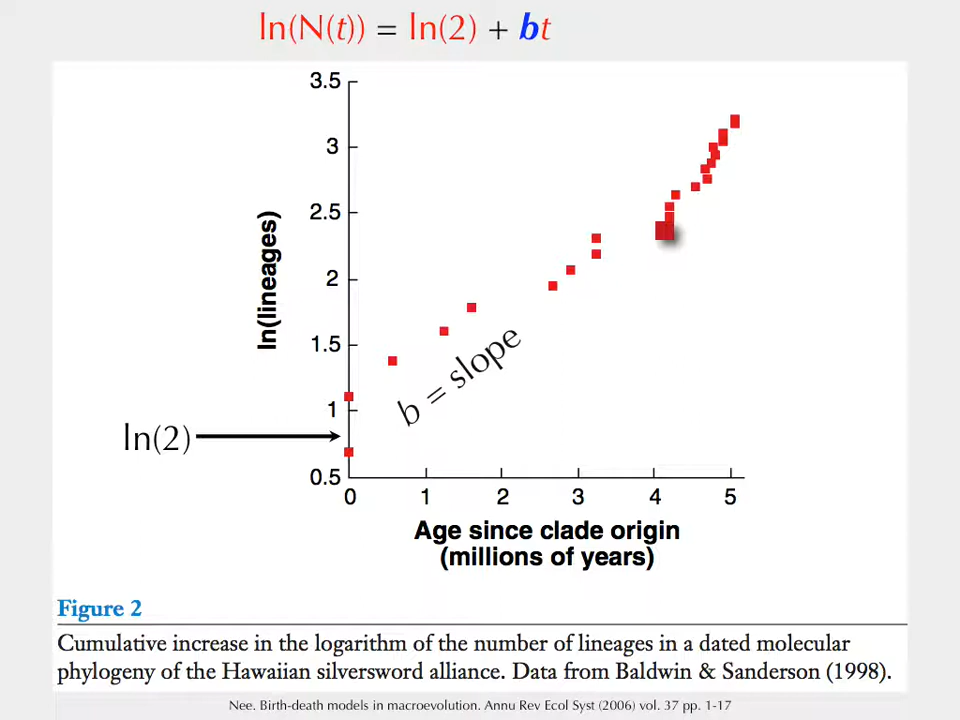 ln(N(t)) = ln(2) + bt
3.5
3
2.5
2
1.5
1
0.5
ln(lineages)
b = slope
ln(2)
0 1 2 3 4 5
Age since clade origin
(millions of years)
Figure 2
Cumulative increase in the logarithm of the number of lineages in a dated molecular
phylogeny of the Hawaiian silversword alliance. Data from Baldwin & Sanderson (1998).
Nee. Birth-death models in macroevolution. Annu Rev Ecol Syst (2006) vol. 37 pp. 1-17